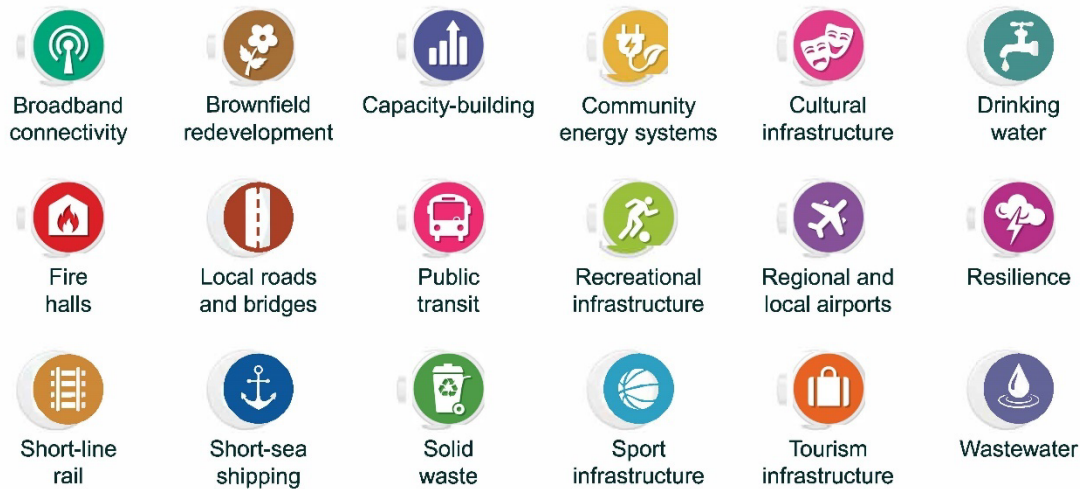 Broadband
connectivity
Brownfield
redevelopment
Capacity-building
Community
energy systems
Cultural
infrastructure
Drinking
water
Fire
halls
Local roads
and bridges
Public
transit
Recreational
infrastructure
Regional and
local airports
Resilience
Short-line
rail
Short-sea
shipping
Solid
waste
Sport
infrastructure
Tourism
infrastructure
Wastewater